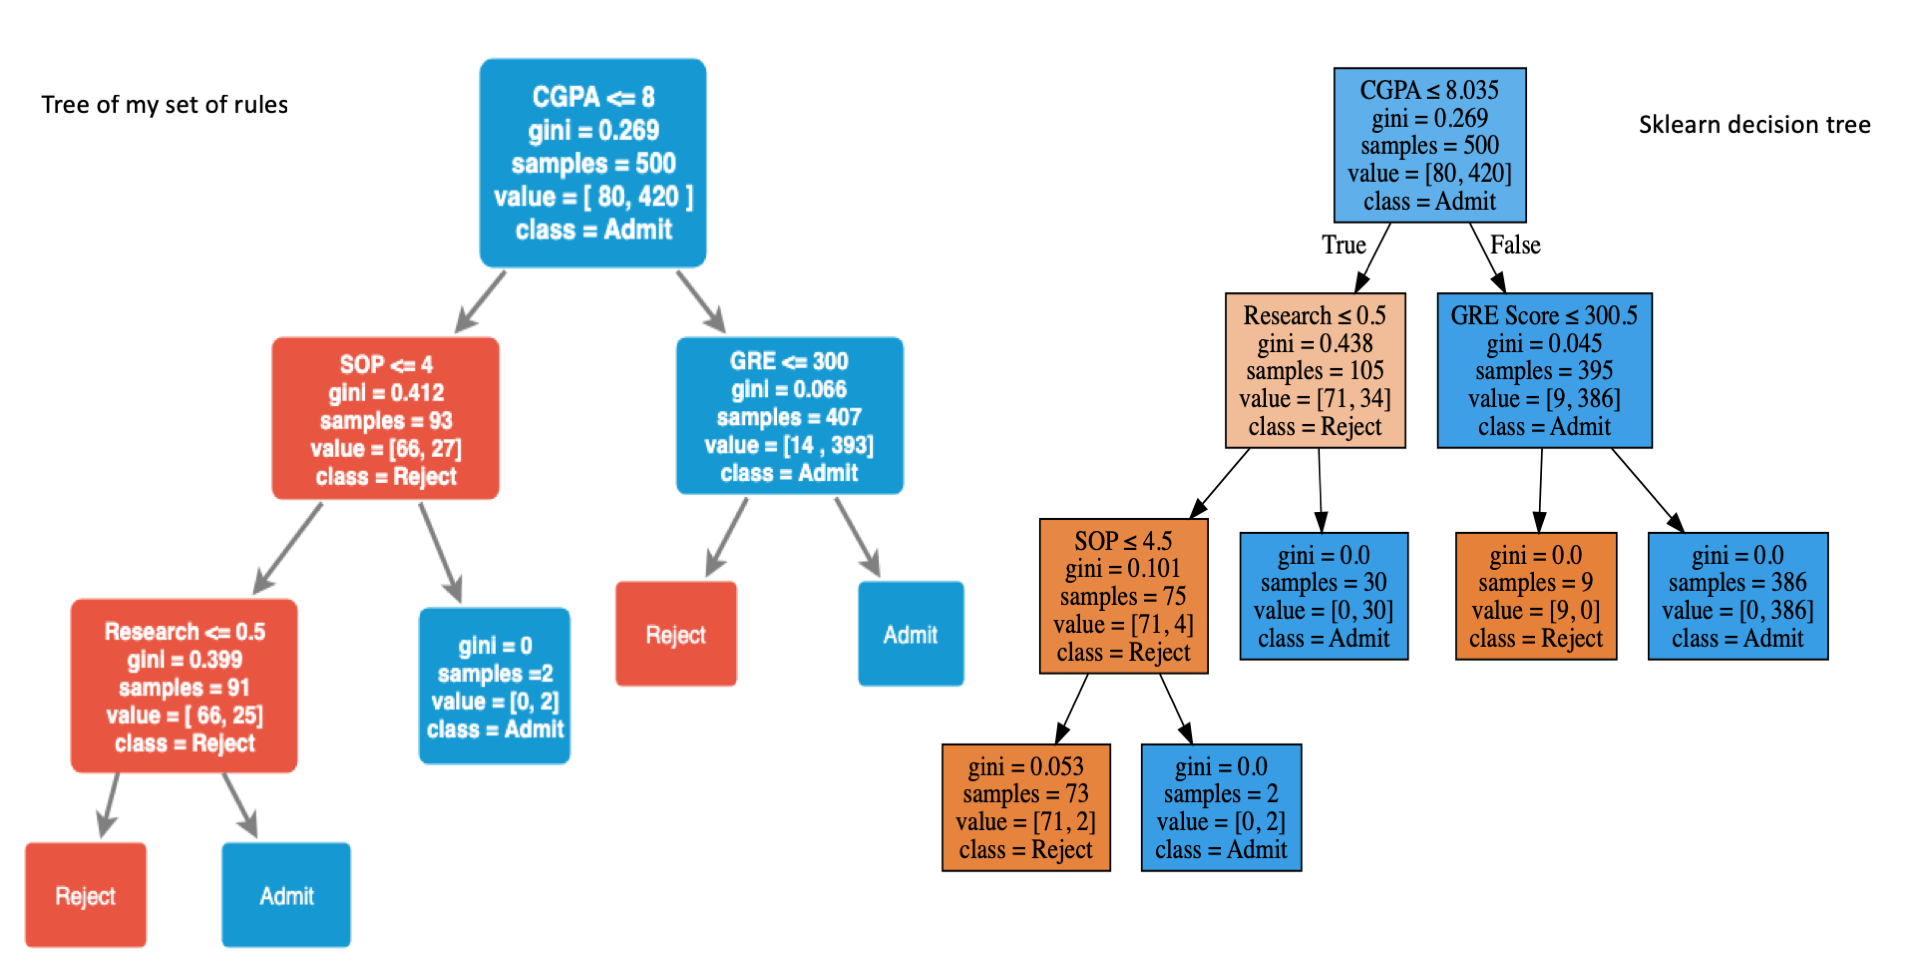 Tree of my set of rules
CGPA <= 8
gini = 0.269
samples = 500
value = [ 80, 420 ]
class = Admit
SOP <= 4
gini = 0.412
samples = 93
value = [66, 27]
class = Reject
GRE <= 300
gini = 0.066
samples = 407
value = [14 , 393]
class = Admit
Research <= 0.5
gini = 0.399
samples = 91
value = [ 66, 25]
class = Reject
gini = 0
samples =2
value = [0, 2]
class = Admit
Reject
Admit
Reject
Admit
Sklearn decision tree
CGPA ≤ 8.035
gini = 0.269
samples = 500
value = [80, 420]
class = Admit
True
False
Research ≤ 0.5
gini = 0.438
samples = 105
value = [71, 34]
class = Reject
GRE Score ≤ 300.5
gini = 0.045
samples = 395
value = [9, 386]
class = Admit
SOP ≤ 4.5
gini = 0.101
samples = 75
value = [71, 4]
class = Reject
gini = 0.0
samples = 30
value = [0, 30]
class = Admit
gini = 0.0
samples = 9
value = [9, 0]
class = Reject
gini = 0.0
samples = 386
value = [0, 386]
class = Admit
gini = 0.053
samples = 73
value = [71, 2]
class = Reject
gini = 0.0
samples = 2
value = [0, 2]
class = Admit